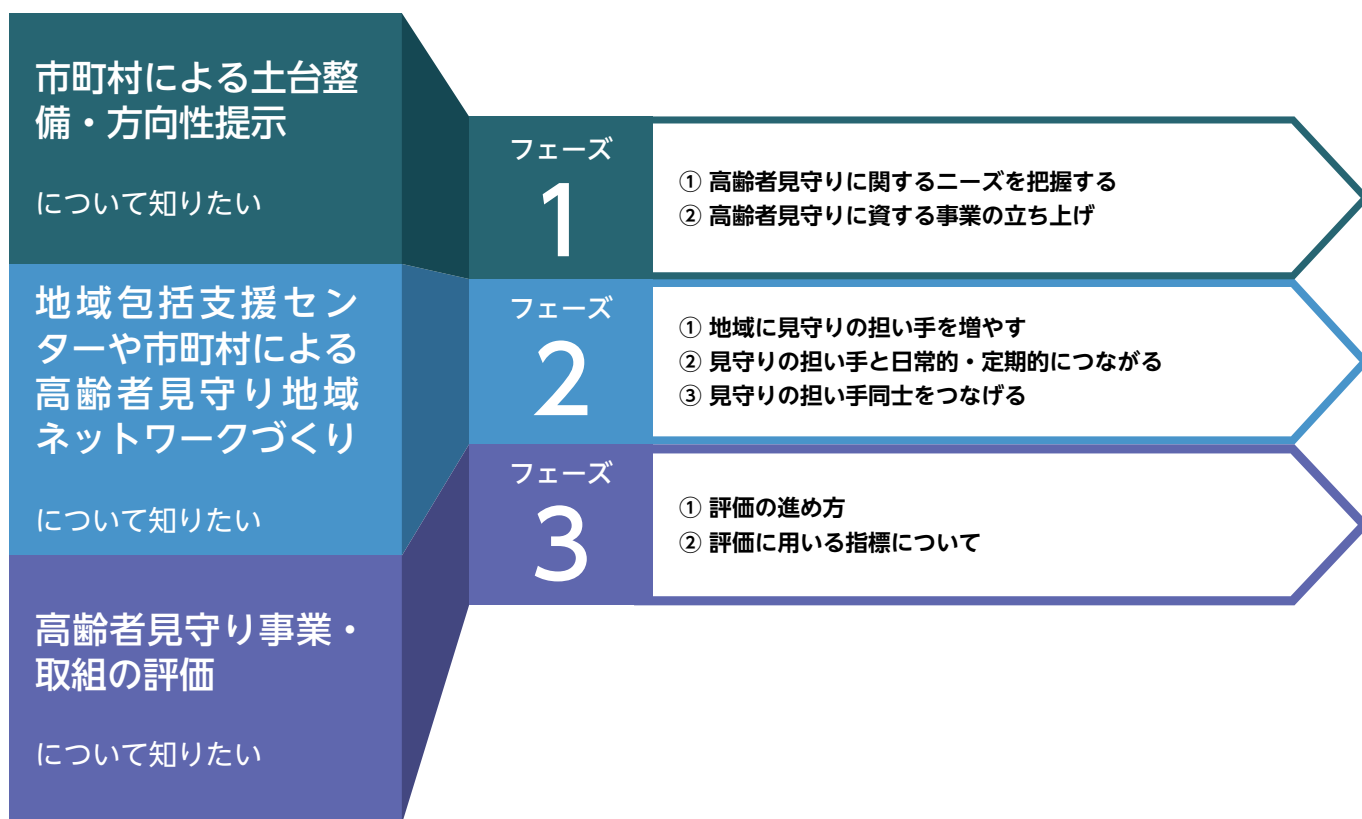 市町村による土台整
備・方向性提示
について知りたい
フェーズ
1
① 高齢者見守りに関するニーズを把握する
② 高齢者見守りに資する事業の立ち上げ
地域包括支援セン
ターや市町村による
高齢者見守り地域
ネットワークづくり
について知りたい
フェーズ
2
① 地域に見守りの担い手を増やす
② 見守りの担い手と日常的・定期的につながる
③ 見守りの担い手同士をつなげる
高齢者見守り事業・
取組の評価
について知りたい
フェーズ
3
① 評価の進め方
② 評価に用いる指標について